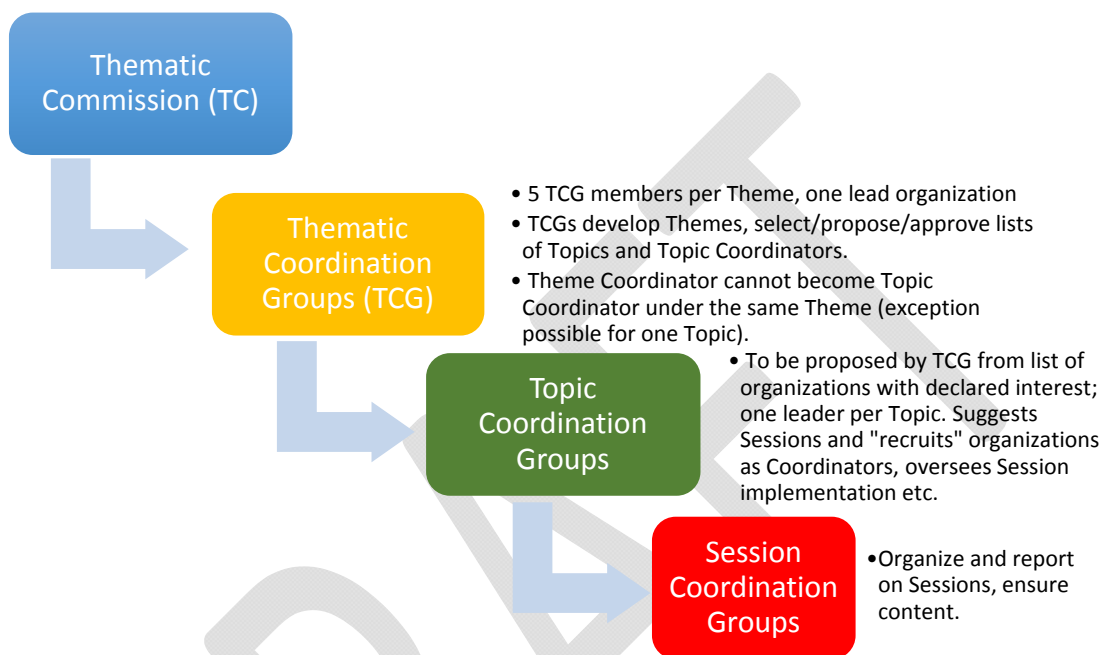 Thematic
Commission (TC)
Thematic
Coordination
Groups (TCG)
• 5 TCG members per Theme, one lead organization
• TCGs develop Themes, select/propose/approve lists
of Topics and Topic Coordinators.
• Theme Coordinator cannot become Topic
Coordinator under the same Theme (exception
possible for one Topic).
Topic
Coordination
Groups
• To be proposed by TCG from list of
organizations with declared interest;
one leader per Topic. Suggests
Sessions and "recruits" organizations
as Coordinators, oversees Session
implementation etc.
Session
Coordination
Groups
•Organize and report
on Sessions, ensure
content.
DRAFT